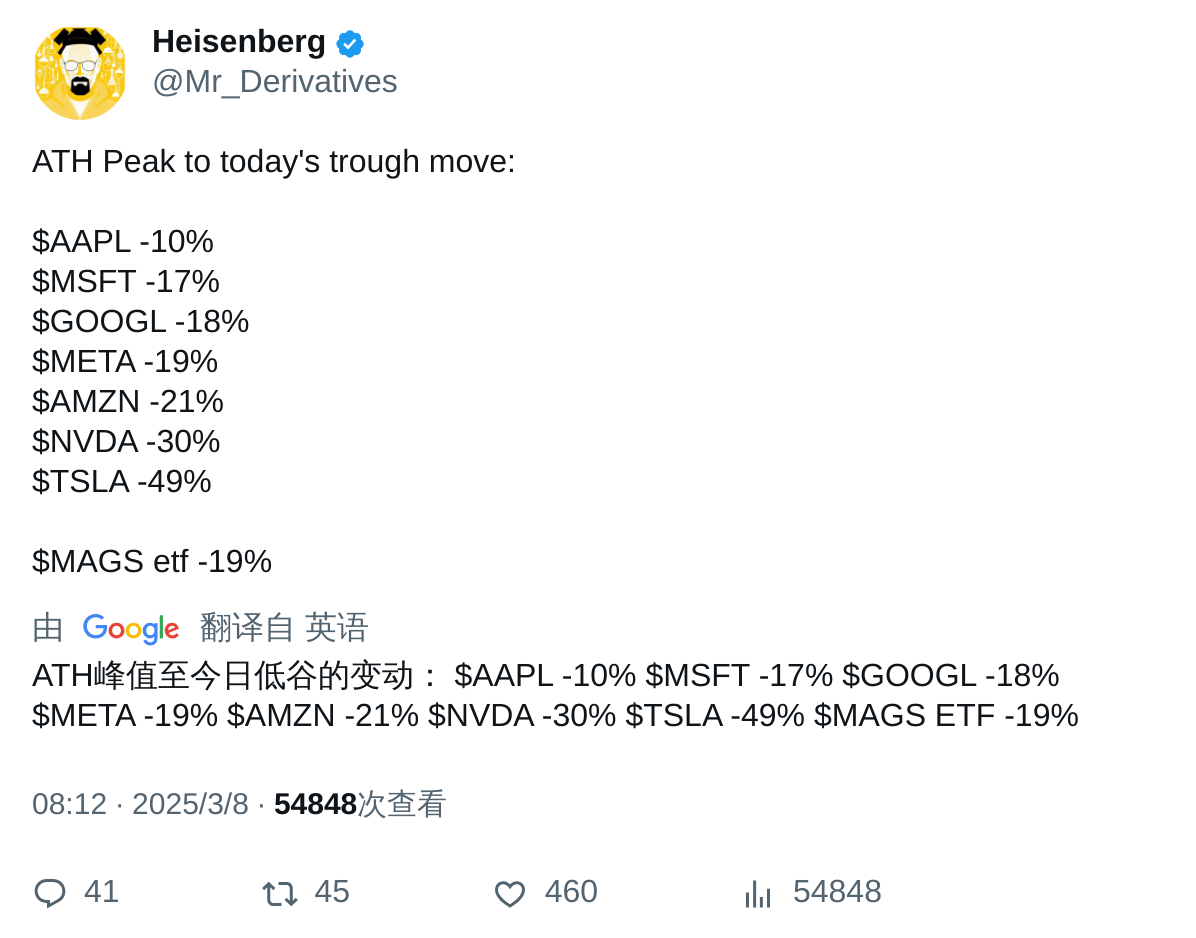 Heisenberg
@Mr_Derivatives
ATH Peak to today's trough move:
$AAPL -10%
$MSFT -17%
$GOOGL -18%
$META -19%
$AMZN -21%
$NVDA -30%
$TSLA -49%
$MAGS etf -19%
由 Google 翻译自 英语
ATH峰值至今日低谷的变动： $AAPL -10% $MSFT -17% $GOOGL -18%
$META -19% $AMZN -21% $NVDA -30% $TSLA -49% $MAGS ETF -19%
08:12 · 2025/3/8 · 54848次查看
41 45 460 54848